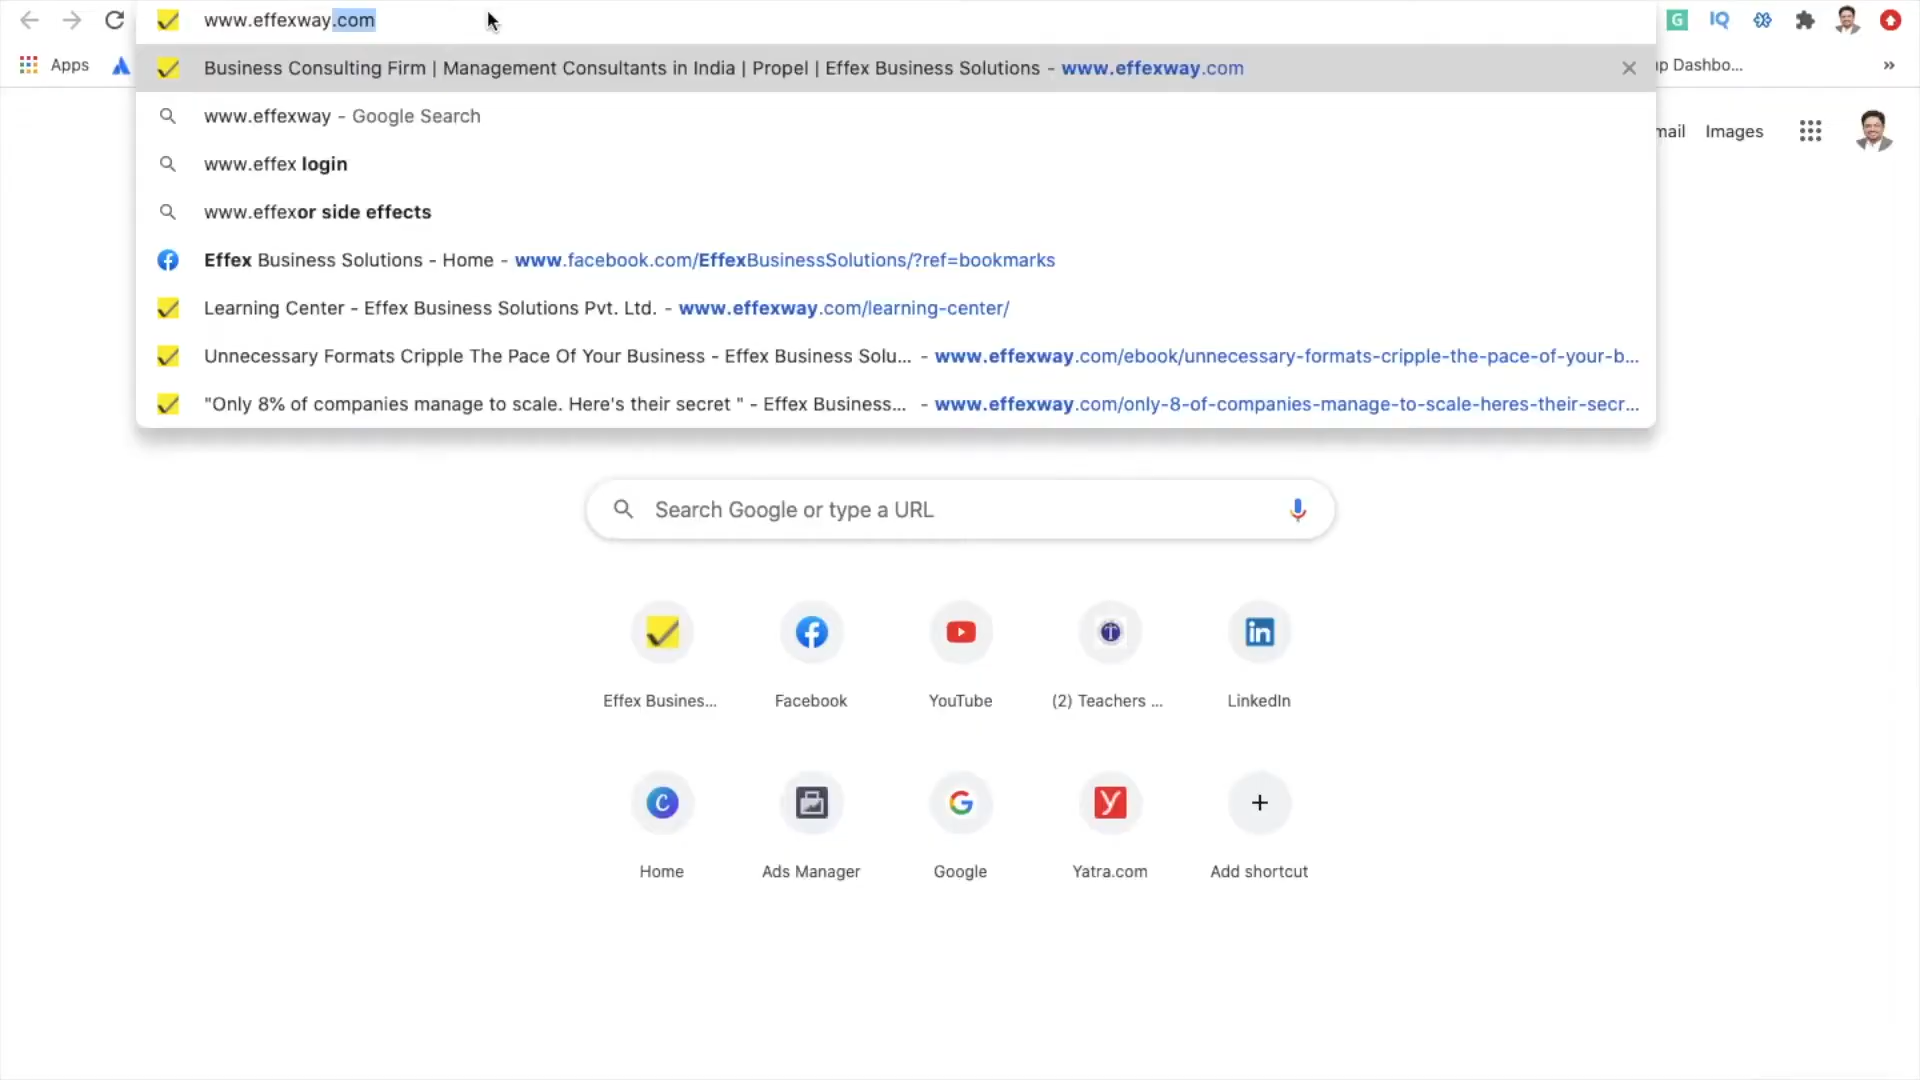 www.effexway.com
Apps
Business Consulting Firm | Management Consultants in India | Propel | Effex Business Solutions - www.effexway.com
Dashbo...
www.effexway - Google Search
mail Images
www.effex login
www.effexor side effects
Effex Business Solutions - Home - www.facebook.com/EffexBusinessSolutions/?ref=bookmarks
Learning Center - Effex Business Solutions Pvt. Ltd. - www.effexway.com/learning-center/
Unnecessary Formats Cripple The Pace Of Your Business - Effex Business Solu... - www.effexway.com/ebook/unnecessary-formats-cripple-the-pace-of-your-b...
"Only 8% of companies manage to scale. Here's their secret " - Effex Business... - www.effexway.com/only-8-of-companies-manage-to-scale-heres-their-secr...
Search Google or type a URL
Effex Busines... Facebook YouTube (2) Teachers ... LinkedIn
Home Ads Manager Google Yatra.com Add shortcut